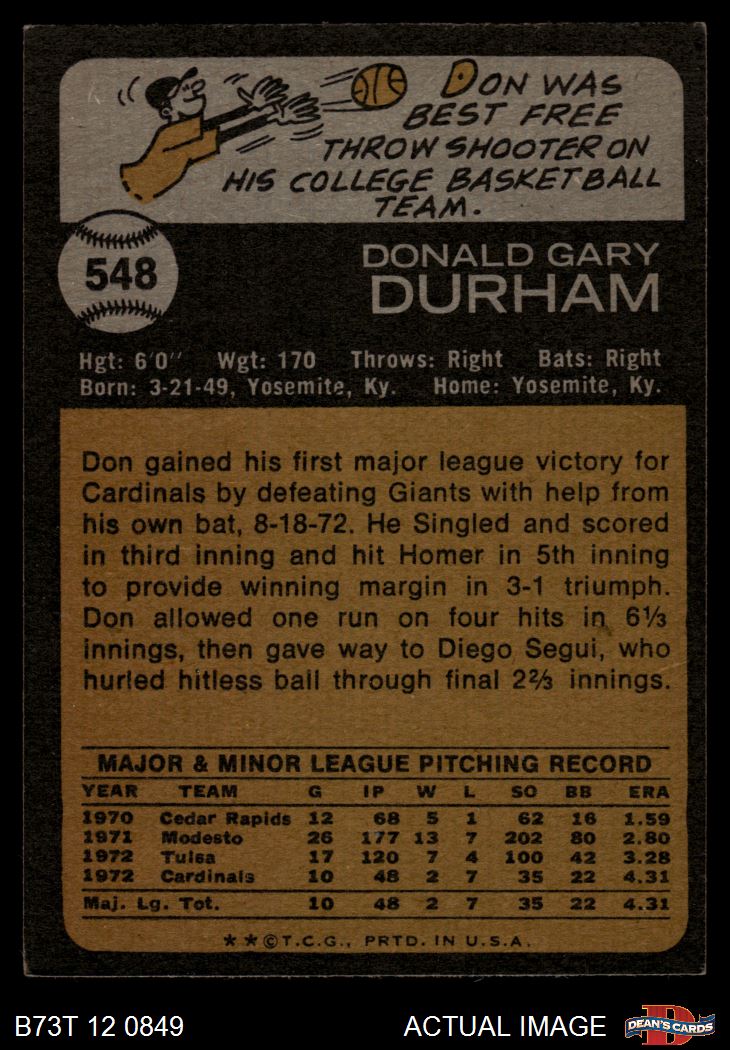 DON WAS
BEST FREE
THROW SHOOTER ON
HIS COLLEGE BASKETBALL
TEAM.
548
DONALD GARY
DURHAM
Hgt: 6'0" Wgt: 170 Throws: Right Bats: Right
Born: 3-21-49, Yosemite, Ky. Home: Yosemite, Ky.
Don gained his first major league victory for
Cardinals by defeating Giants with help from
his own bat, 8-18-72. He Singled and scored
in third inning and hit Homer in 5th inning
to provide winning margin in 3-1 triumph.
Don allowed one run on four hits in 6⅓
innings, then gave way to Diego Segui, who
hurled hitless ball through final 2⅔ innings.
MAJOR & MINOR LEAGUE PITCHING RECORD
YEAR TEAM G IP W L SO BB ERA
1970 Cedar Rapids 12 68 5 1 62 16 1.59
1971 Modesto 26 177 13 7 202 80 2.80
1972 Tulsa 17 120 7 4 100 42 3.28
1972 Cardinals 10 48 2 7 35 22 4.31
Maj. Lg. Tot. 10 48 2 7 35 22 4.31
★★©T.C.G., PRTD. IN U.S.A.
B73T 12 0849 ACTUAL IMAGE D DEAN'S CARDS